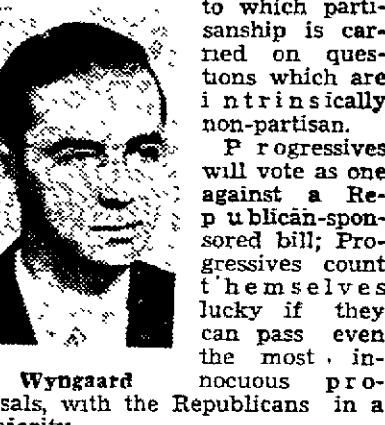 to which parti-
sanship is car-
ried on ques-
tions which are
intrinsically
non-partisan.
Progressives
will vote as one
against a Re-
publican-spon-
sored bill; Pro-
gressives count
themselves
lucky if they
can pass even
the most in-
nocuous pro-
Wyngaard
sals, with the Republicans in a